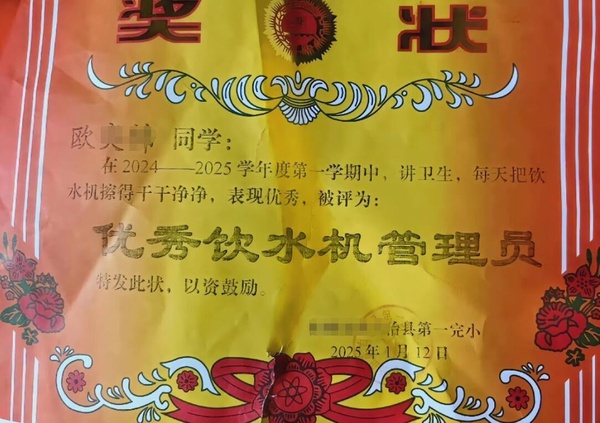 奖状
欧 同学：
在2024——2025学年度第一学期中，讲卫生，每天把饮
水机擦得干干净净，表现优秀，被评为：
优秀饮水机管理员
特发此状，以资鼓励。
治县第一完小
2025年1月12日